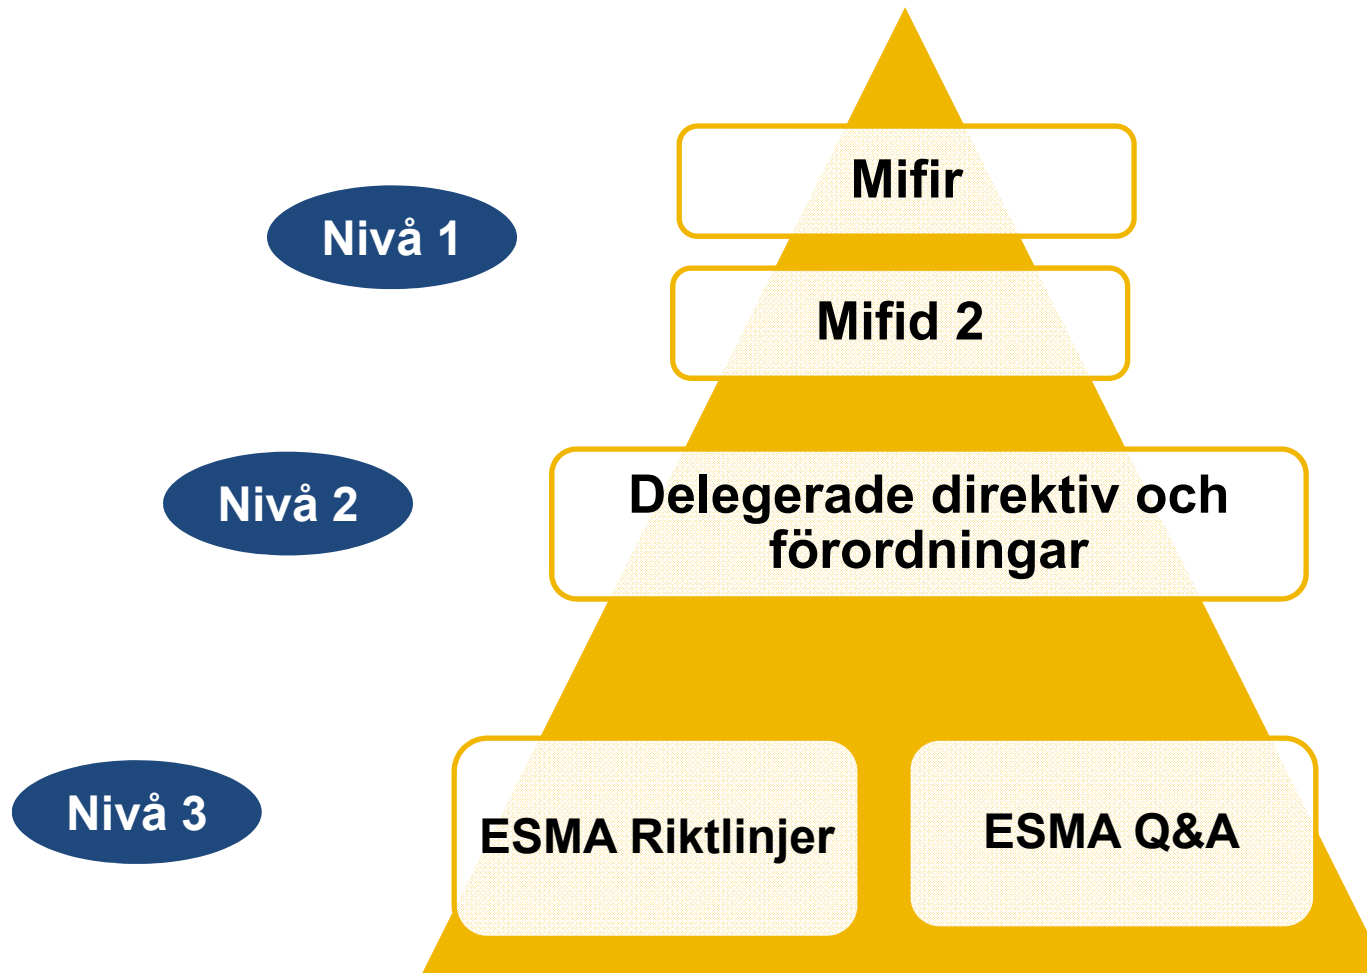 Mifir
Nivå 1
Mifid 2
Nivå 2
Delegerade direktiv och
förordningar
Nivå 3
ESMA Riktlinjer
ESMA Q&A